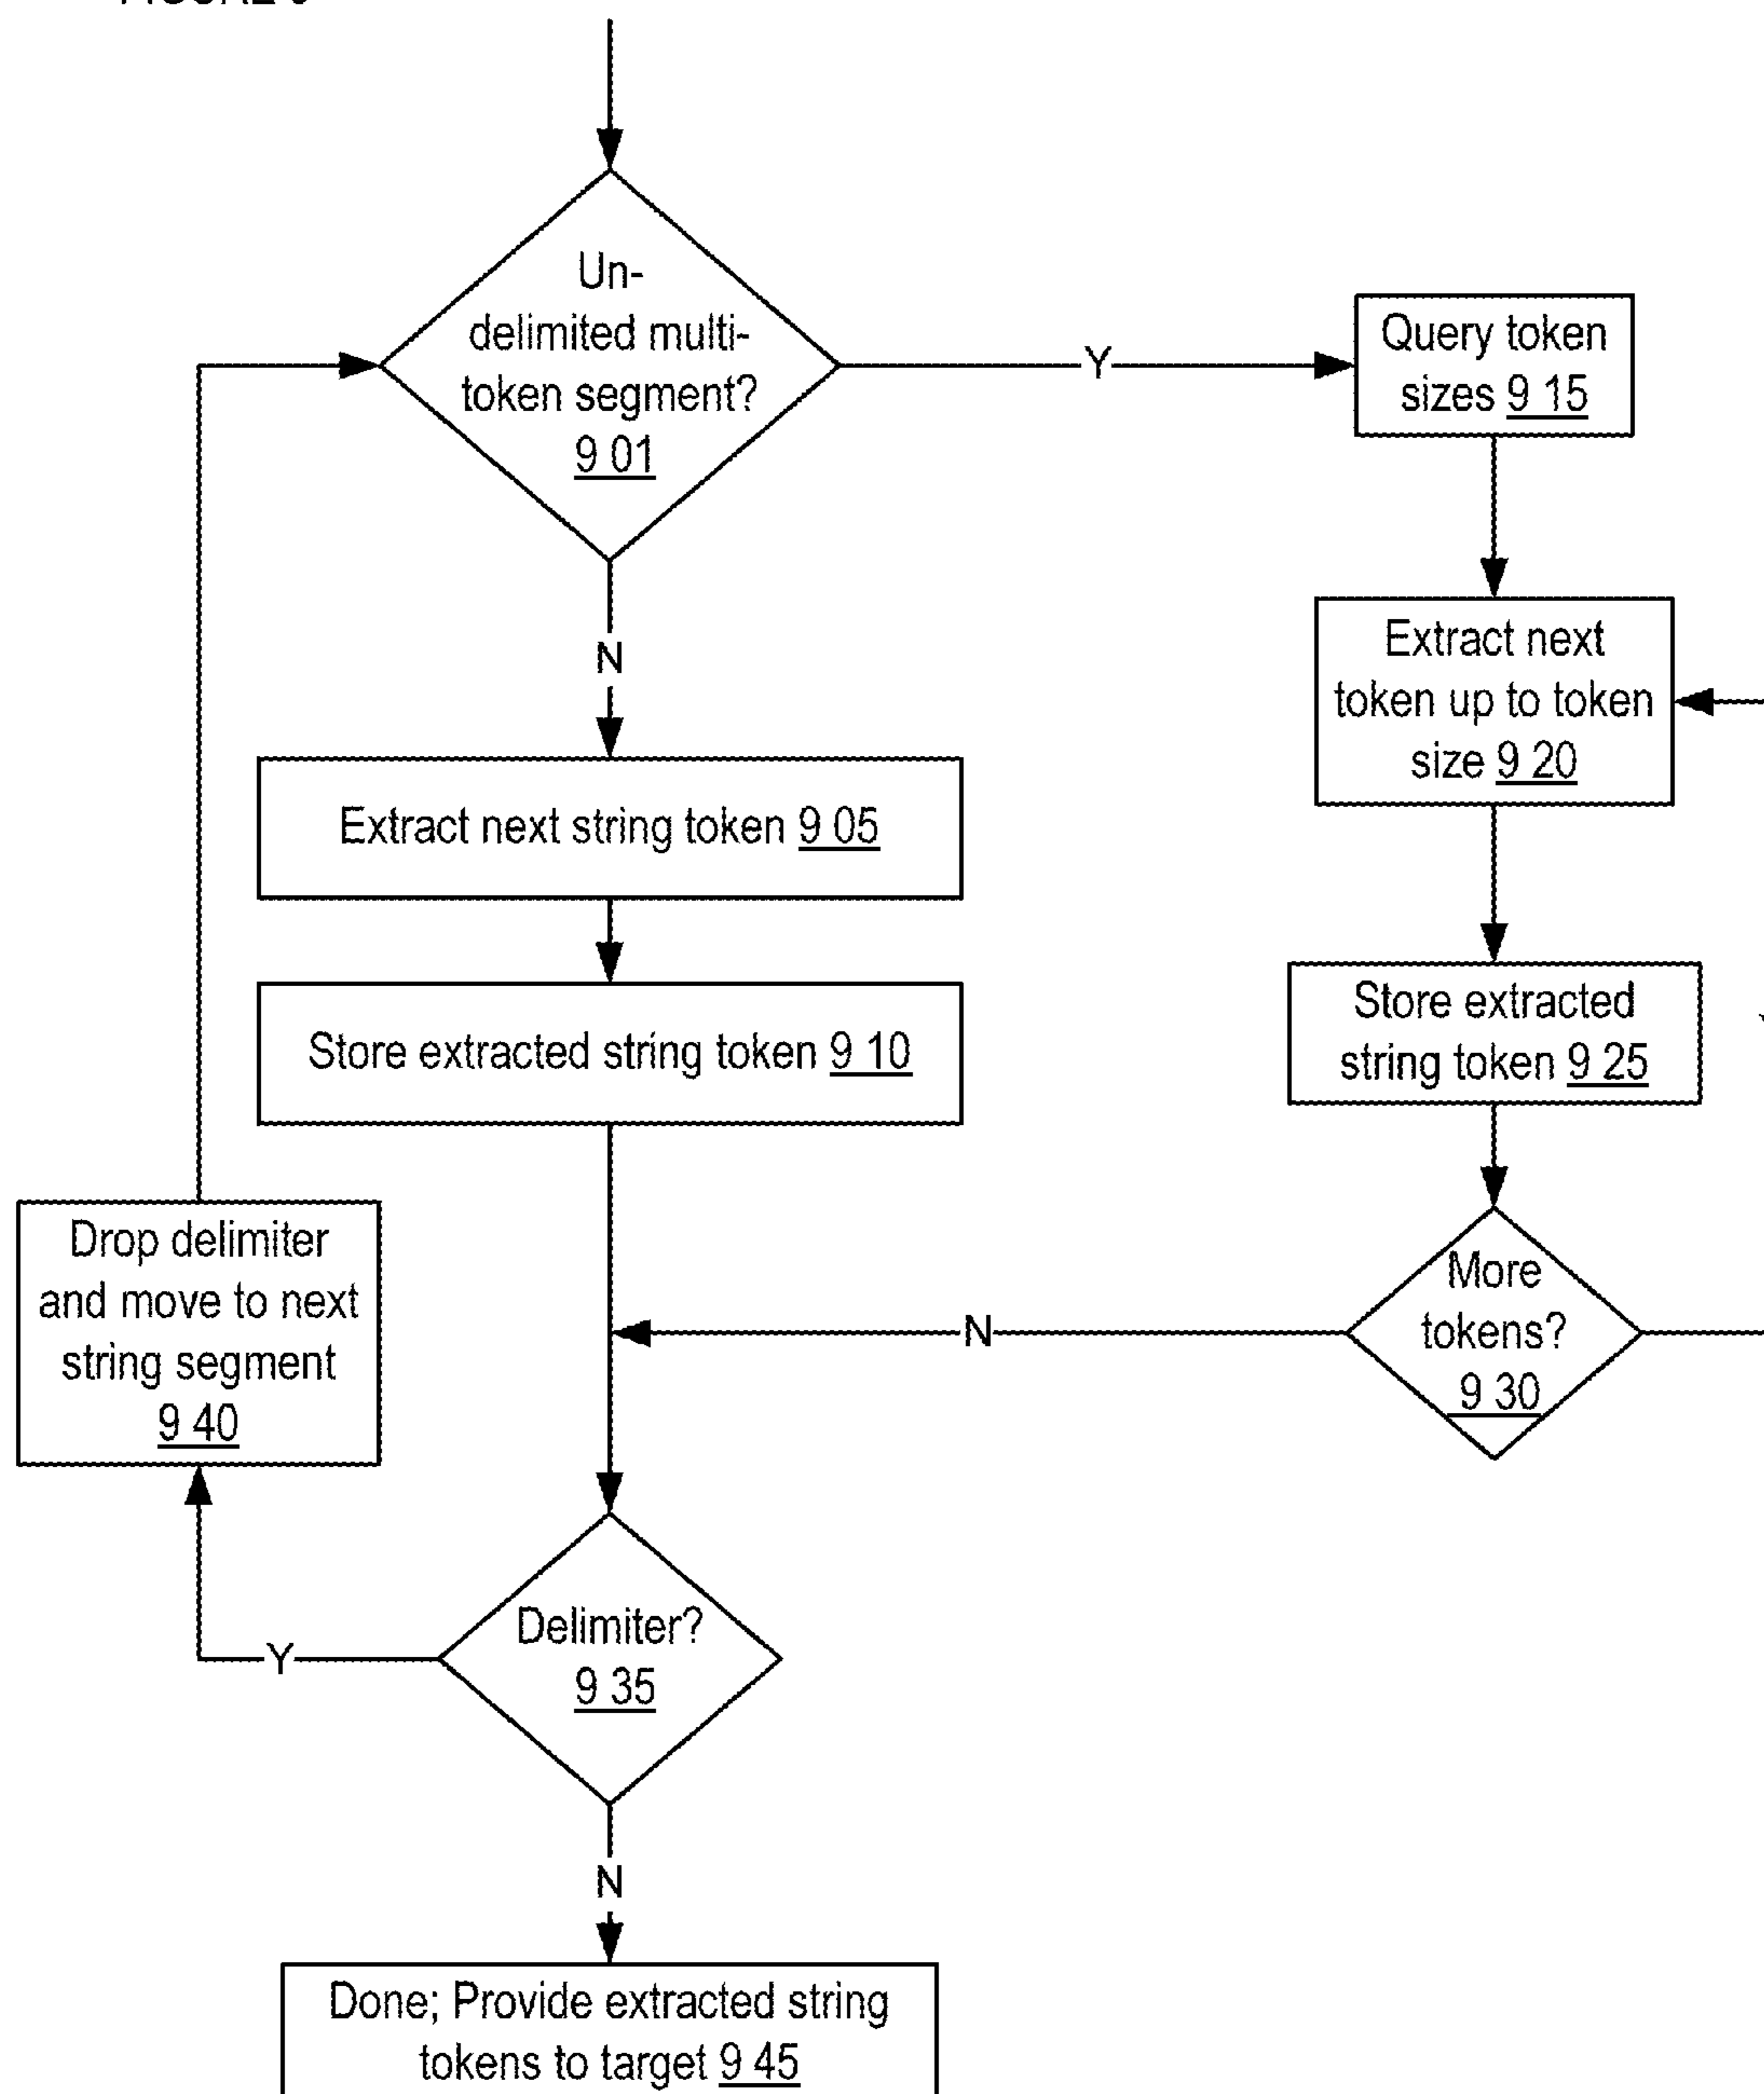 Un-
delimited multi-
token segment?
9 01
Y
Query token
sizes 9 15
N
Extract next
token up to token
size 9 20
Extract next string token 9 05
Store extracted
string token 9 25
Store extracted string token 9 10
Drop delimiter
and move to next
string segment
9 40
More
tokens?
9 30
N
Delimiter?
9 35
Y
N
Done; Provide extracted string
tokens to target 9 45